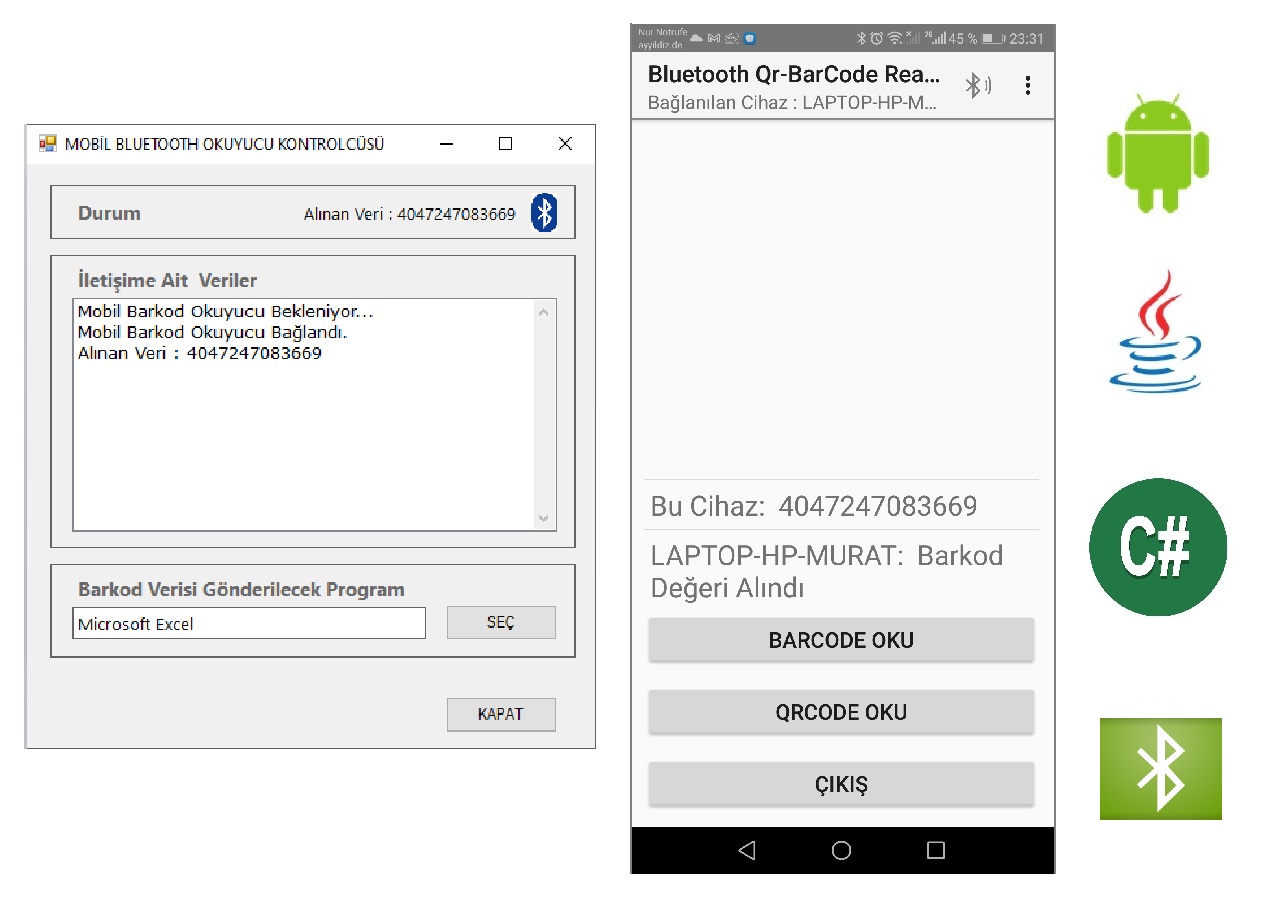 MOBİL BLUETOOTH OKUYUCU KONTROLCÜSÜ
Durum
Alınan Veri : 4047247083669
İletişime Ait Veriler
Mobil Barkod Okuyucu Bekleniyor...
Mobil Barkod Okuyucu Bağlandı.
Alınan Veri : 4047247083669
Barkod Verisi Gönderilecek Program
Microsoft Excel
SEÇ
KAPAT
Nur Notrufe
ayyildiz.de
45 %
23:31
Bluetooth Qr-BarCode Rea...
Bağlanılan Cihaz : LAPTOP-HP-M...
Bu Cihaz: 4047247083669
LAPTOP-HP-MURAT: Barkod
Değeri Alındı
BARCODE OKU
QRCODE OKU
ÇIKIŞ
C#